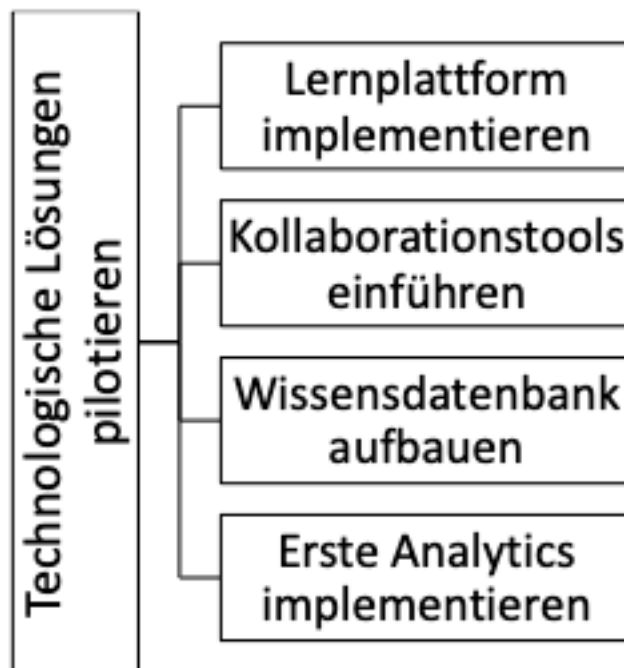 Technologische Lösungen
pilotieren
Lernplattform
implementieren
Kollaborationstools
einführen
Wissensdatenbank
aufbauen
Erste Analytics
implementieren